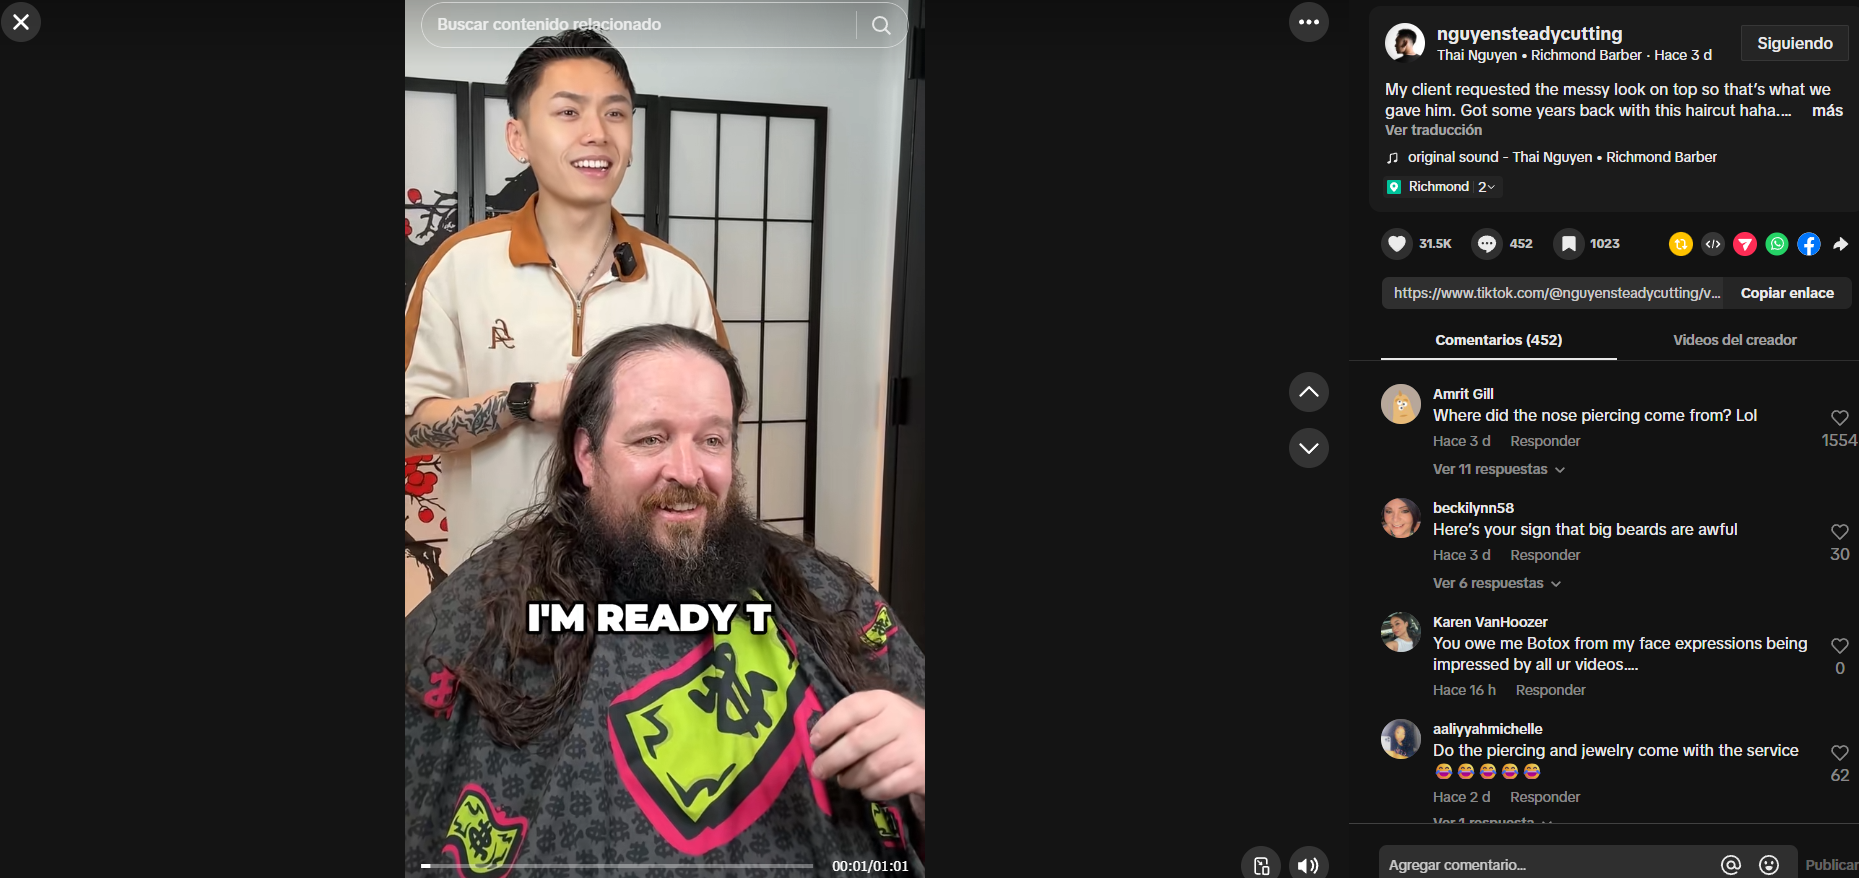 Buscar contenido relacionado
I'M READY T
00:01/01:01
nguyensteadycutting
Thai Nguyen • Richmond Barber · Hace 3 d
Siguiendo
My client requested the messy look on top so that's what we
gave him. Got some years back with this haircut haha.... más
Ver traducción
original sound - Thai Nguyen • Richmond Barber
Richmond 2
31.5K 452 1023
https://www.tiktok.com/@nguyensteadycutting/v... Copiar enlace
Comentarios (452) Videos del creador
Amrit Gill
Where did the nose piercing come from? Lol
1554
Hace 3 d Responder
Ver 11 respuestas
beckilynn58
Here's your sign that big beards are awful
30
Hace 3 d Responder
Ver 6 respuestas
Karen VanHoozer
You owe me Botox from my face expressions being
impressed by all ur videos....
0
Hace 16 h Responder
aaliyyahmichelle
Do the piercing and jewelry come with the service
😂😂😂😂😂
62
Hace 2 d Responder
Ver 1 respuesta
Agregar comentario... Publicar